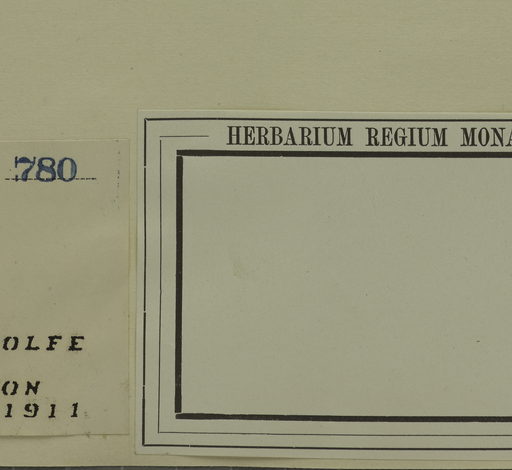 780
OLFE
ON
1911
HERBARIUM REGIUM MONA